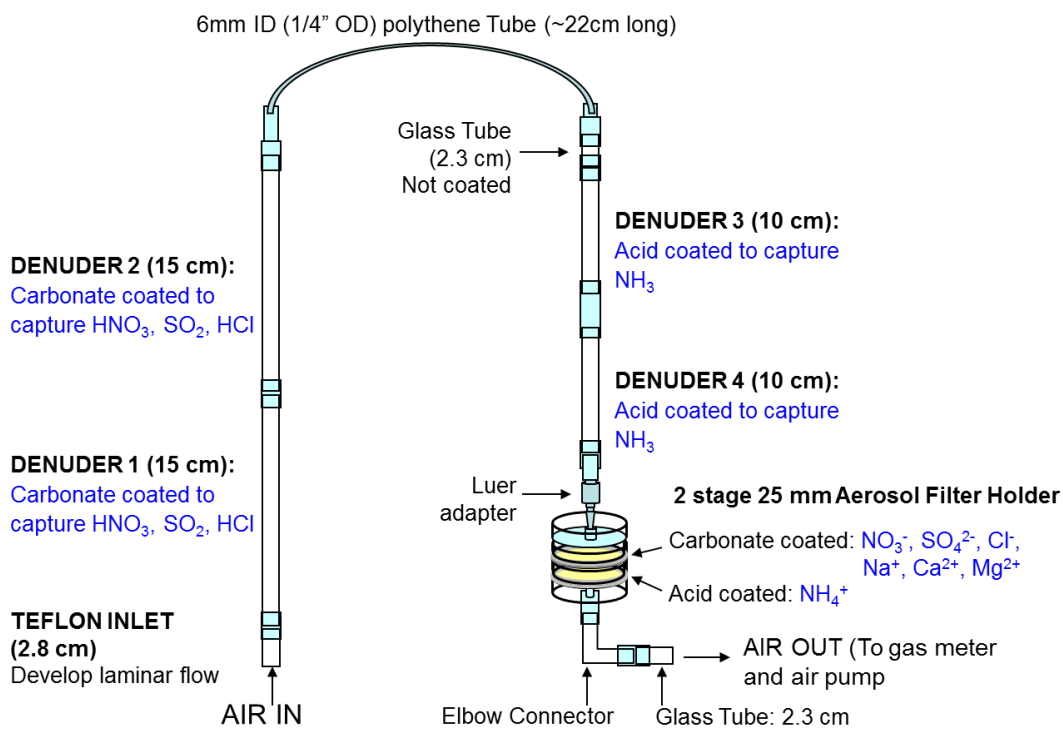 6mm ID (1/4” OD) polythene Tube (~22cm long)
Glass Tube
(2.3 cm)
Not coated
DENUDER 2 (15 cm):
Carbonate coated to
capture HNO₃, SO₂, HCl
DENUDER 1 (15 cm):
Carbonate coated to
capture HNO₃, SO₂, HCl
TEFLON INLET
(2.8 cm)
Develop laminar flow
AIR IN
DENUDER 3 (10 cm):
Acid coated to capture
NH₃
DENUDER 4 (10 cm):
Acid coated to capture
NH₃
Luer
adapter
2 stage 25 mm Aerosol Filter Holder
Carbonate coated: NO₃⁻, SO₄²⁻, Cl⁻,
Na⁺, Ca²⁺, Mg²⁺
Acid coated: NH₄⁺
AIR OUT (To gas meter
and air pump
Elbow Connector
Glass Tube: 2.3 cm